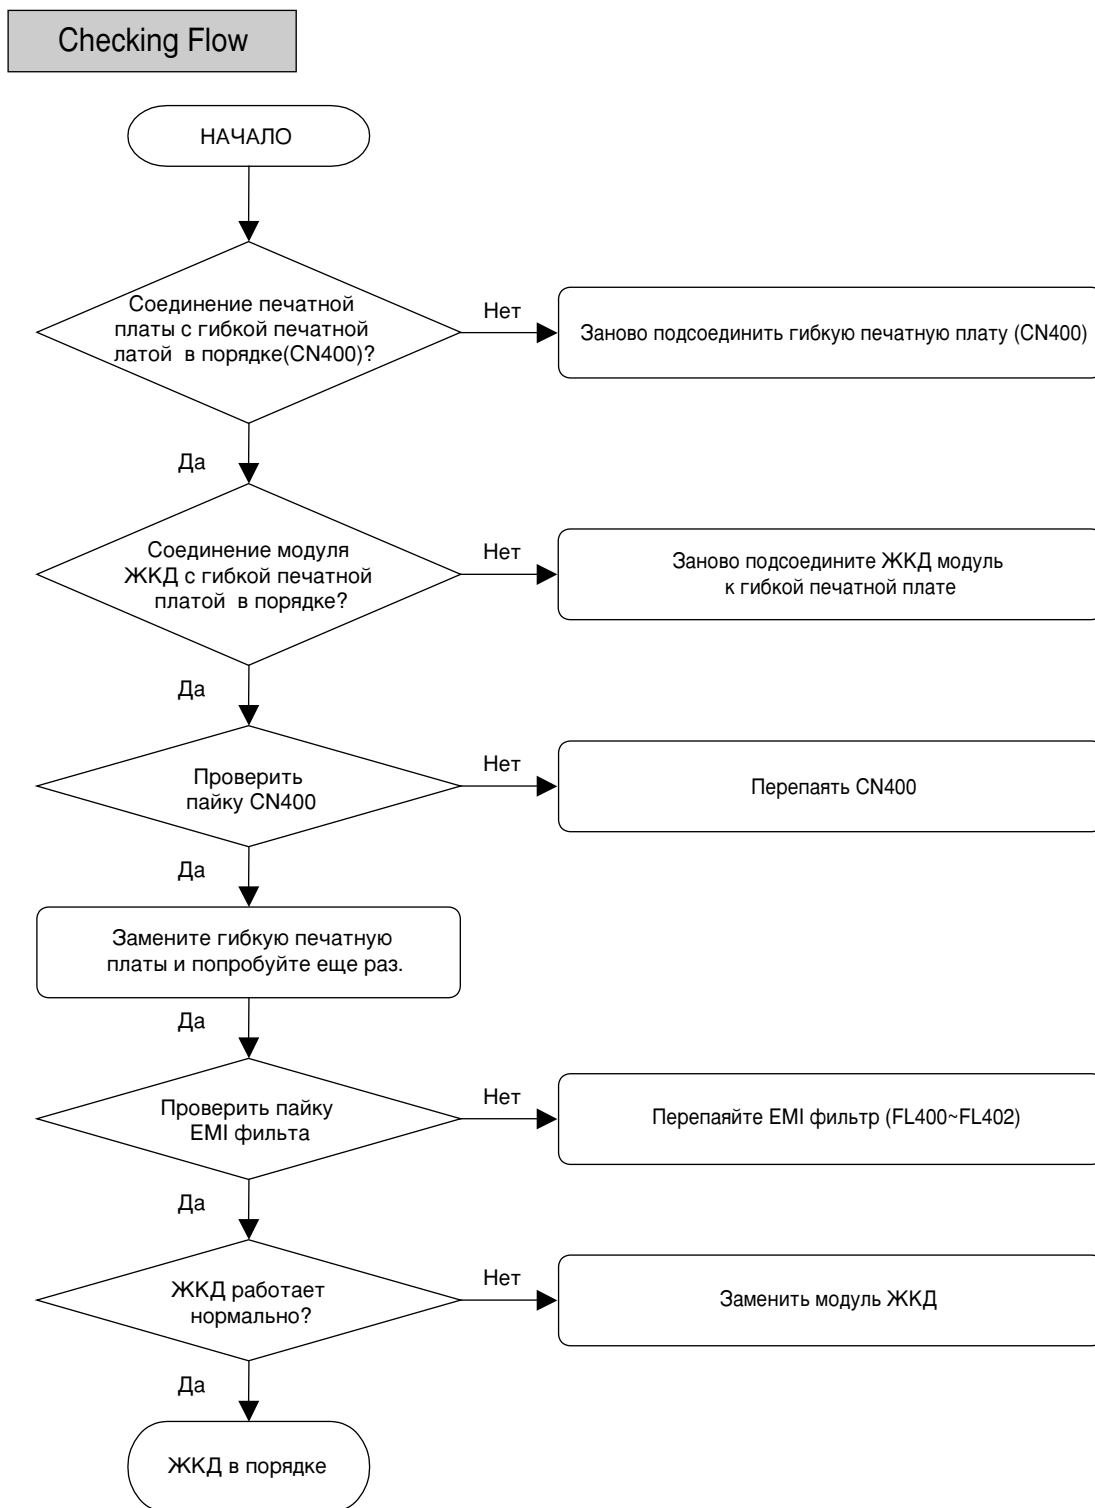 Checking Flow
НАЧАЛО
Соединение печатной
платы с гибкой печатной
латой в порядке(CN400)?
Нет
Заново подсоединить гибкую печатную плату (CN400)
Да
Соединение модуля
ЖКД с гибкой печатной
платой в порядке?
Нет
Заново подсоедините ЖКД модуль
к гибкой печатной плате
Да
Проверить
пайку CN400
Нет
Перепаять CN400
Да
Замените гибкую печатную
платы и попробуйте еще раз.
Да
Проверить пайку
EMI фильта
Нет
Перепаяйте EMI фильтр (FL400~FL402)
Да
ЖКД работает
нормально?
Нет
Заменить модуль ЖКД
Да
ЖКД в порядке